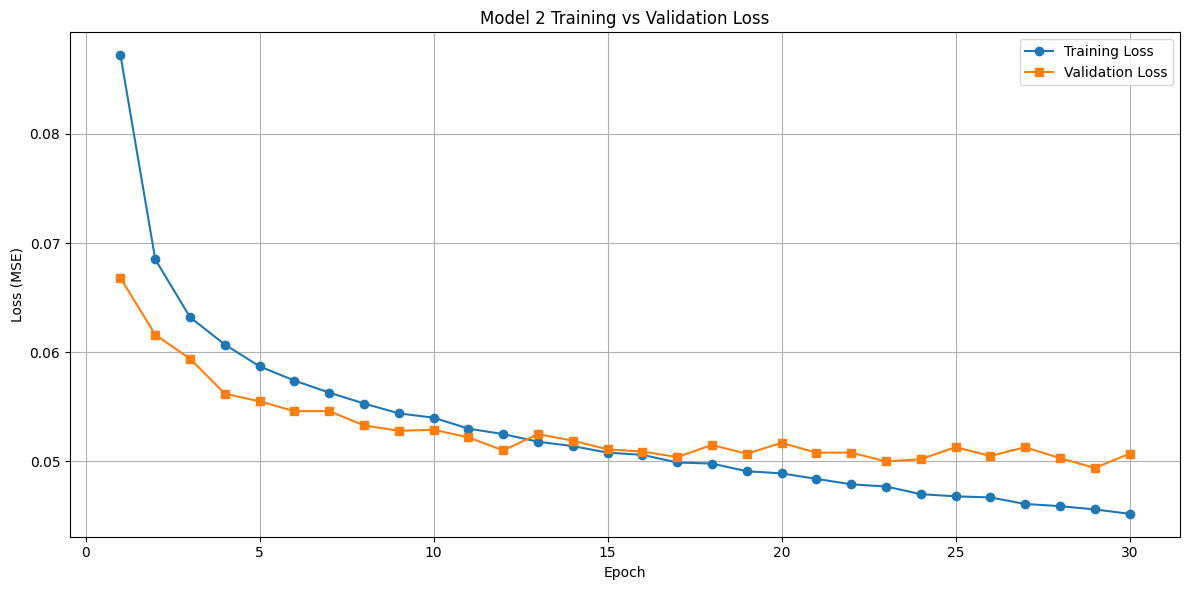 Model 2 Training vs Validation Loss
Training Loss
Validation Loss
0.08
0.07
0.06
0.05
Loss (MSE)
0 5 10 15 20 25 30
Epoch